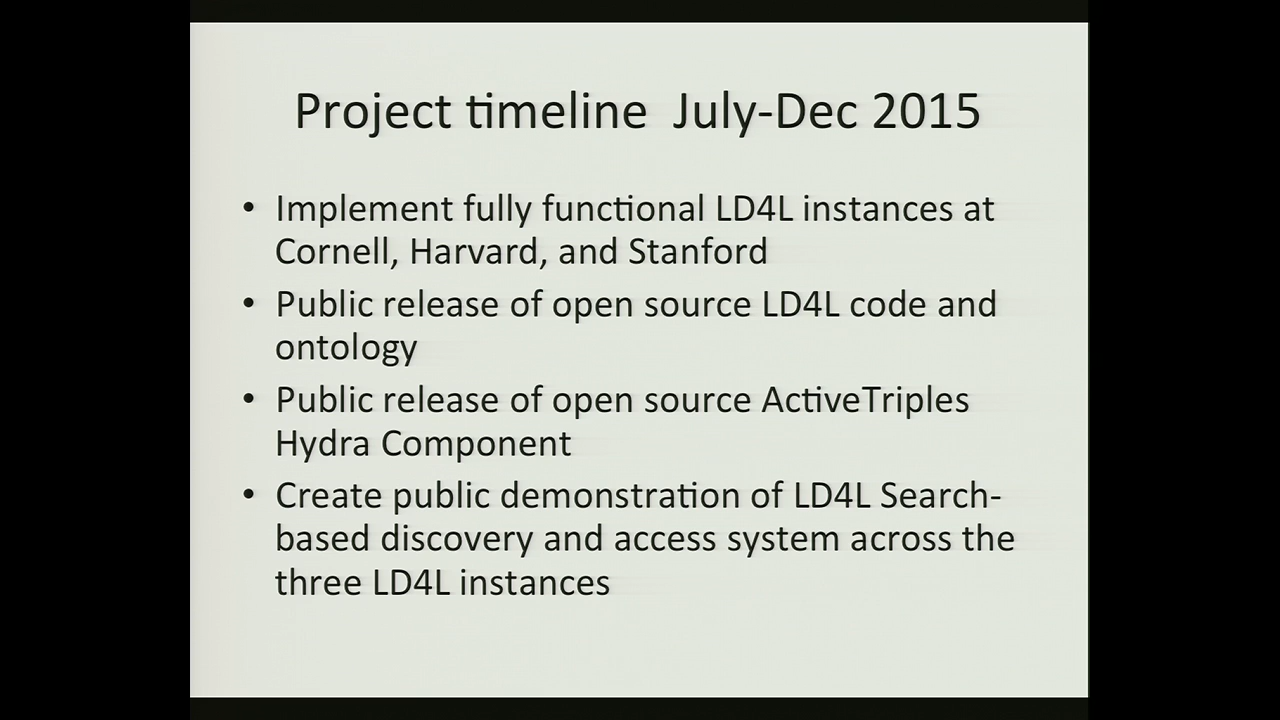 Project timeline  July-Dec 2015
• Implement fully functional LD4L instances at
Cornell, Harvard, and Stanford
• Public release of open source LD4L code and
ontology
• Public release of open source ActiveTriples
Hydra Component
• Create public demonstration of LD4L Search-
based discovery and access system across the
three LD4L instances